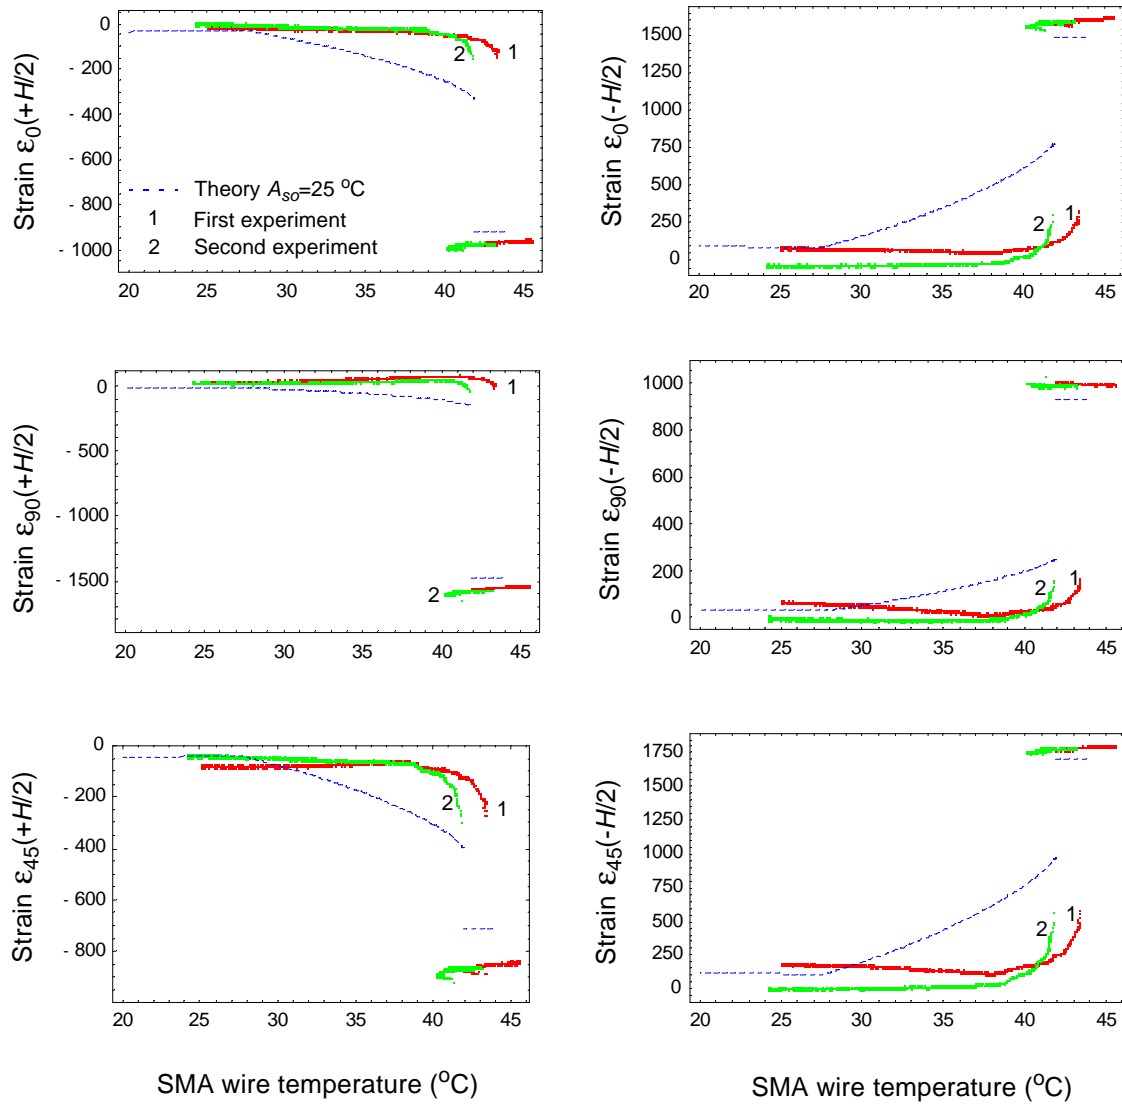 Strain ε0(+H/2)
0
- 200
- 400
- 600
- 800
- 1000
2
1
Theory Aso=25 oC
1 First experiment
2 Second experiment
20 25 30 35 40 45
Strain ε0(-H/2)
1500
1250
1000
750
500
250
0
2
1
20 25 30 35 40 45
Strain ε90(+H/2)
0
- 500
- 1000
- 1500
1
2
20 25 30 35 40 45
Strain ε90(-H/2)
1000
800
600
400
200
0
2
1
20 25 30 35 40 45
Strain ε45(+H/2)
0
- 200
- 400
- 600
- 800
2
1
20 25 30 35 40 45
SMA wire temperature (oC)
Strain ε45(-H/2)
1750
1500
1250
1000
750
500
250
0
2
1
20 25 30 35 40 45
SMA wire temperature (oC)